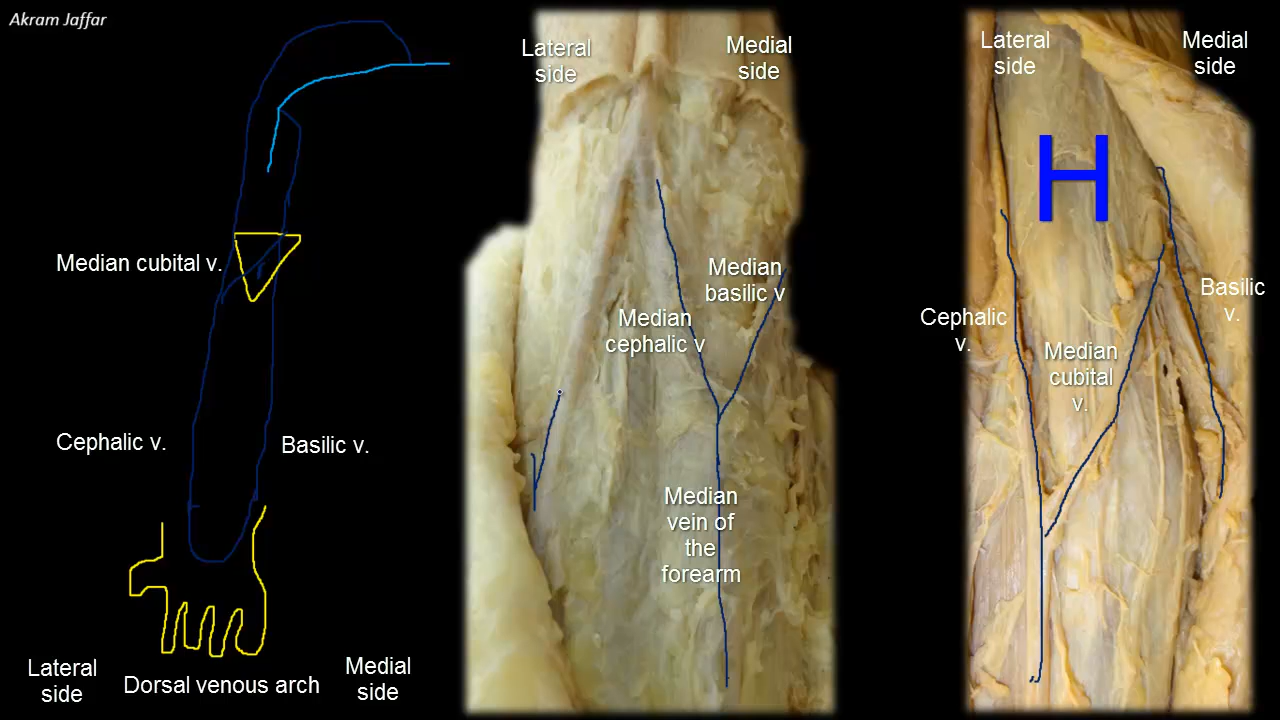 Akram Jaffar
Median cubital v.
Cephalic v.
Basilic v.
Lateral
side
Dorsal venous arch
Medial
side
Lateral
side
Medial
side
Median
basilic v
Median
cephalic v
Median
vein of
the
forearm
Lateral
side
Medial
side
H
Cephalic
v.
Basilic
v.
Median
cubital
v.